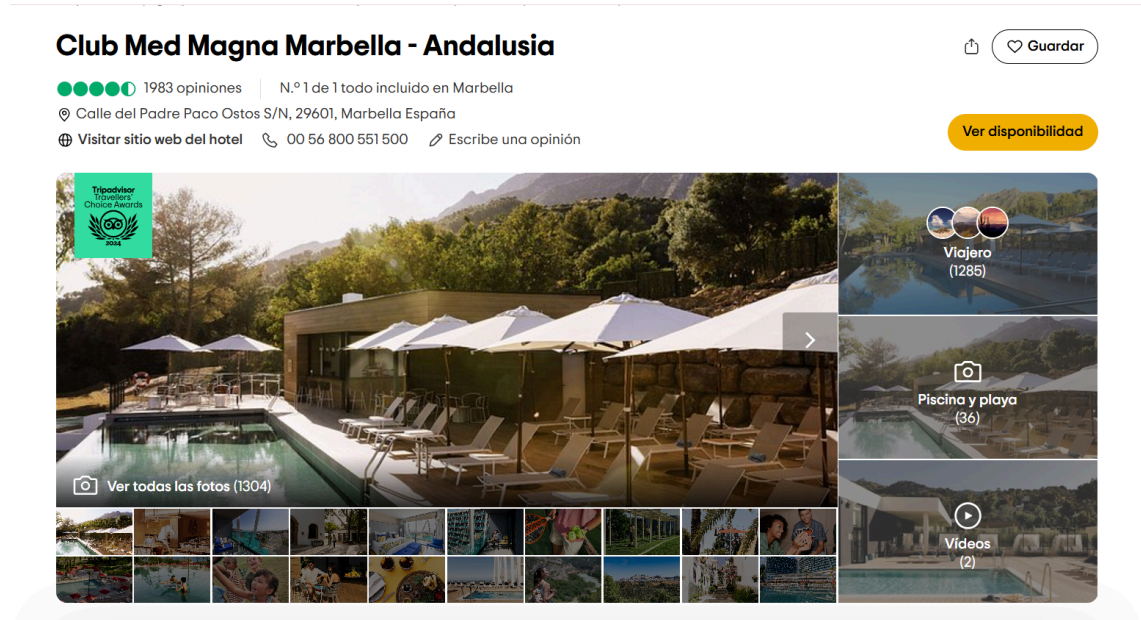 Club Med Magna Marbella - Andalusia
Guardar
1983 opiniones
N.º 1 de 1 todo incluido en Marbella
Calle del Padre Paco Ostos S/N, 29601, Marbella España
Visitar sitio web del hotel
00 56 800 551 500
Escribe una opinión
Ver disponibilidad
Tripadvisor
Travellers'
Choice Awards
2024
Viajero
(1285)
Piscina y playa
(36)
Ver todas las fotos (1304)
Vídeos
(2)